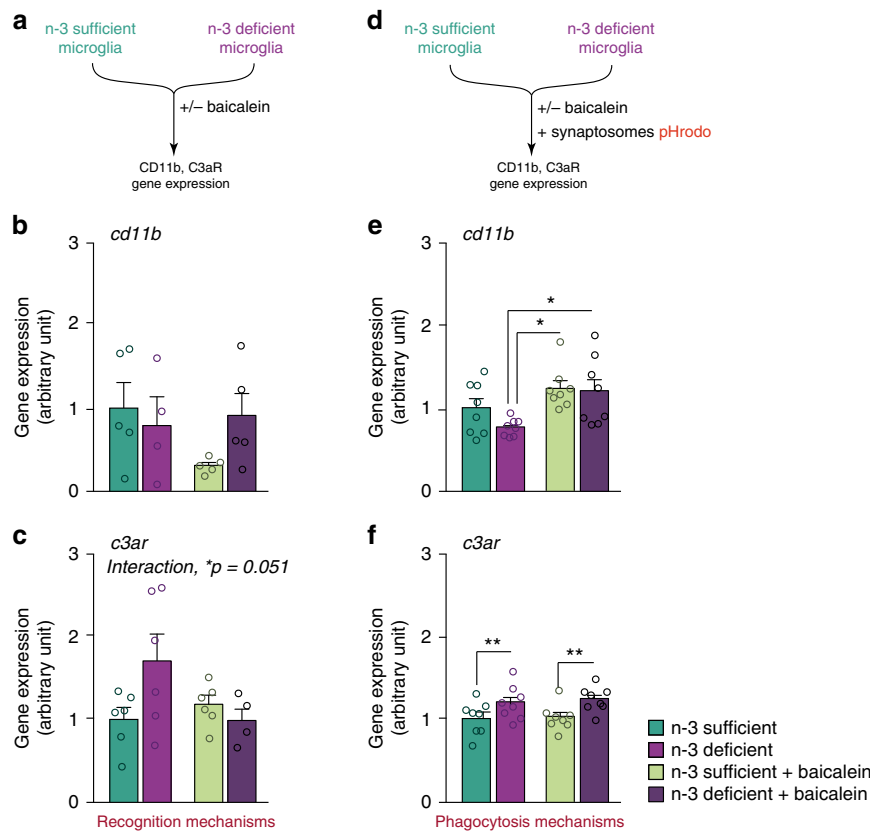 a
n-3 sufficient
microglia
n-3 deficient
microglia
+/– baicalein
CD11b, C3aR
gene expression
d
n-3 sufficient
microglia
n-3 deficient
microglia
+/– baicalein
+ synaptosomes pHrodo
CD11b, C3aR
gene expression
b
cd11b
Gene expression
(arbitrary unit)
3
2
1
0
e
cd11b
Gene expression
(arbitrary unit)
3
2
1
0
*
*
c
c3ar
Interaction, *p = 0.051
Gene expression
(arbitrary unit)
3
2
1
0
Recognition mechanisms
f
c3ar
Gene expression
(arbitrary unit)
3
2
1
0
**
**
Phagocytosis mechanisms
n-3 sufficient
n-3 deficient
n-3 sufficient + baicalein
n-3 deficient + baicalein